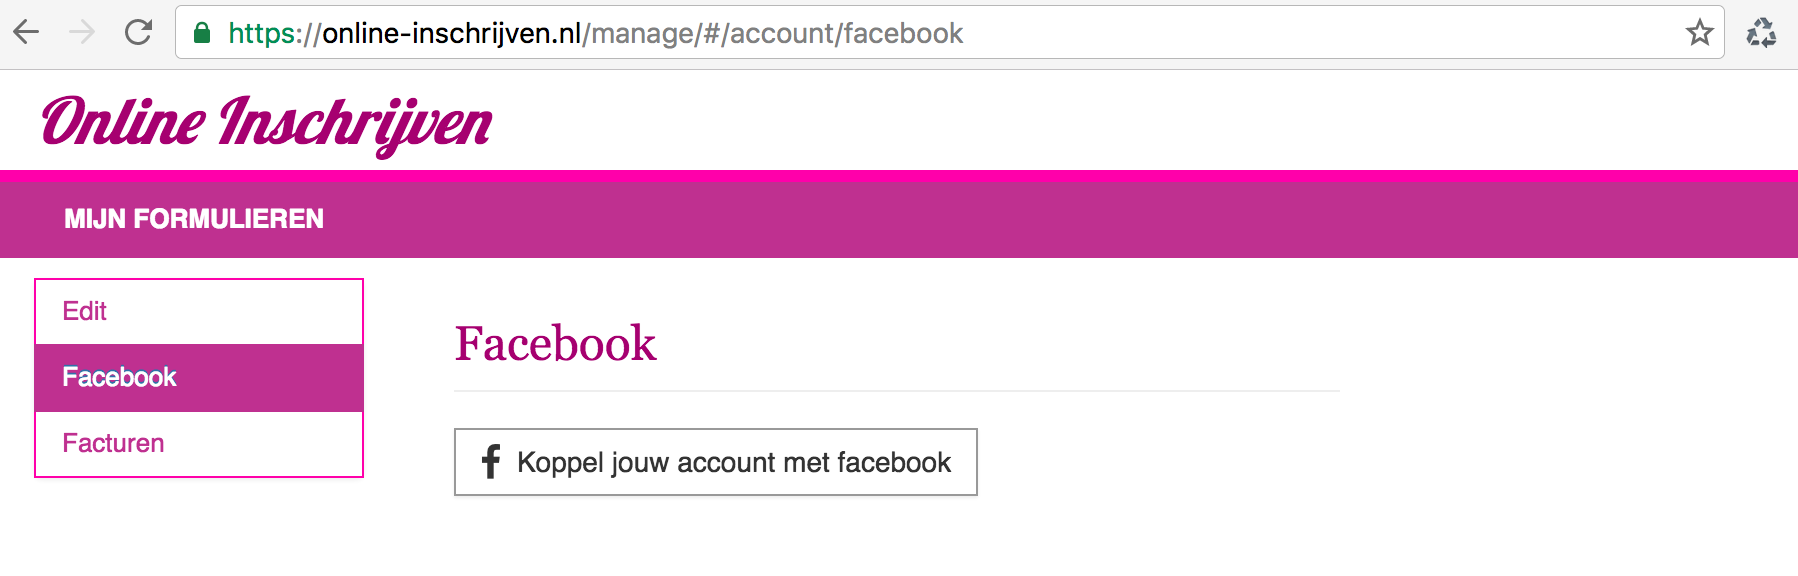 https://online-inschrijven.nl/manage/#/account/facebook
Online Inschrijven
MIJN FORMULIEREN
Edit
Facebook
Facturen
Facebook
Koppel jouw account met facebook